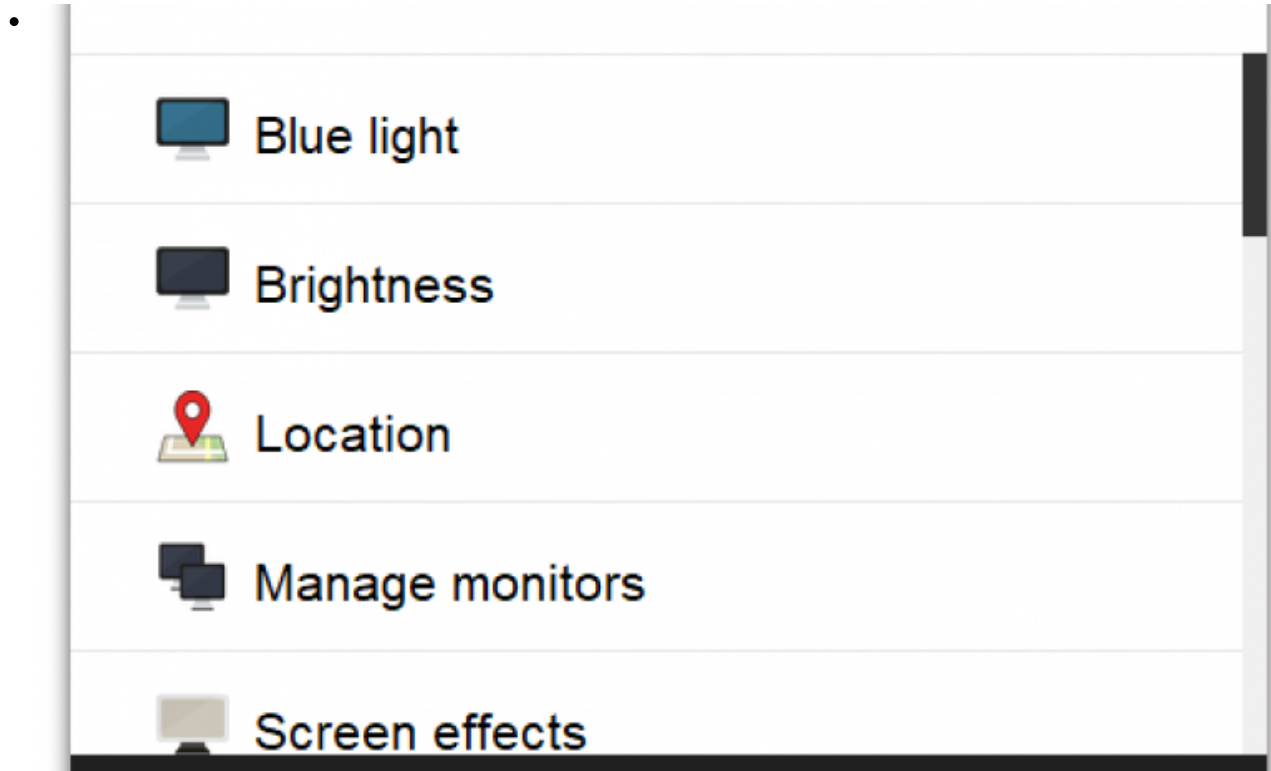 Blue light
Brightness
Location
Manage monitors
Screen effects